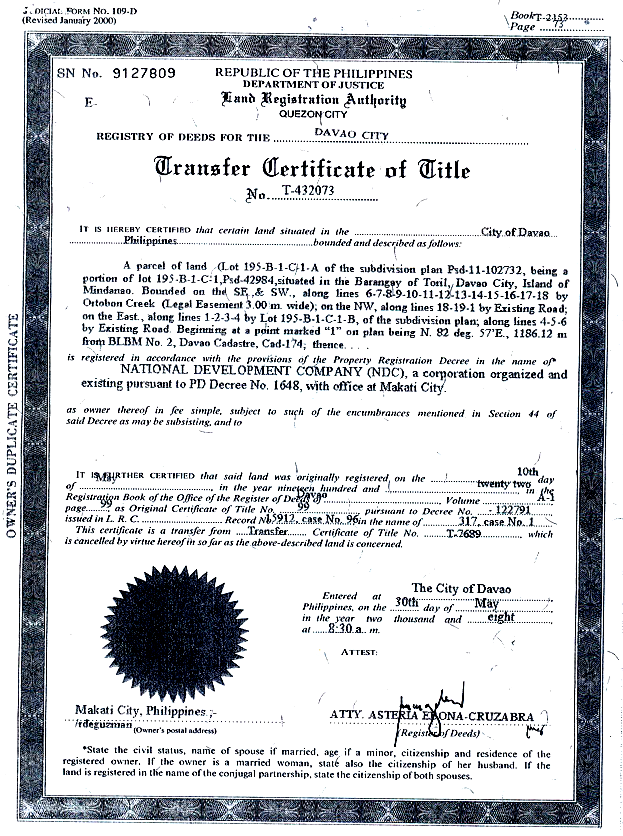 JUDICIAL FORM NO. 109-D
(Revised January 2000)
Book T-2153
Page 73
SN No. 9127809
REPUBLIC OF THE PHILIPPINES
DEPARTMENT OF JUSTICE
E-
Land Registration Authority
QUEZON CITY
REGISTRY OF DEEDS FOR THE DAVAO CITY
Transfer Certificate of Title
No. T-432073
IT IS HEREBY CERTIFIED that certain land situated in the City of Davao
Philippines bounded and described as follows:
A parcel of land (Lot 195-B-1-C-1-A of the subdivision plan Psd-11-102732, being a
portion of lot 195-B-1-C-1,Psd-42984,situated in the Barangay of Toril, Davao City, Island of
Mindanao. Bounded on the SE.,& SW., along lines 6-7-8-9-10-11-12-13-14-15-16-17-18 by
Ortobon Creek (Legal Easement 3.00 m. wide); on the NW, along lines 18-19-1 by Existing Road;
on the East., along lines 1-2-3-4 by Lot 195-B-1-C-1-B, of the subdivision plan; along lines 4-5-6
by Existing Road. Beginning at a point marked "1" on plan being N. 82 deg. 57'E., 1186.12 m
from BLBM No. 2, Davao Cadastre, Cad-174; thence. . . .
is registered in accordance with the provisions of the Property Registration Decree in the name of*
NATIONAL DEVELOPMENT COMPANY (NDC), a corporation organized and
existing pursuant to PD Decree No. 1648, with office at Makati City.
as owner thereof in fee simple, subject to such of the encumbrances mentioned in Section 44 of
said Decree as may be subsisting, and to
IT IS FURTHER CERTIFIED that said land was originally registered on the 10th day
of May in the year nineteen hundred and twenty two in the
Registration Book of the Office of the Register of Deeds of Davao Volume A-1
page 99 as Original Certificate of Title No. 99 pursuant to Decree No. - 122791
issued in L. R. C. Record No. 15912, case No. 96 in the name of 317, case No. 1
This certificate is a transfer from Transfer Certificate of Title No. T-7689 which
is cancelled by virtue hereof in so far as the above-described land is concerned.
Entered at The City of Davao
Philippines, on the 30th day of May
in the year two thousand and eight
at 8:30 a. m.
ATTEST:
Makati City, Philippines
/rdeguzman
(Owner's postal address)
ATTY. ASTERIA E. CRUZABRA
(Register of Deeds)
*State the civil status, name of spouse if married, age if a minor, citizenship and residence of the
registered owner. If the owner is a married woman, state also the citizenship of her husband. If the
land is registered in the name of the conjugal partnership, state the citizenship of both spouses.
OWNER'S DUPLICATE CERTIFICATE